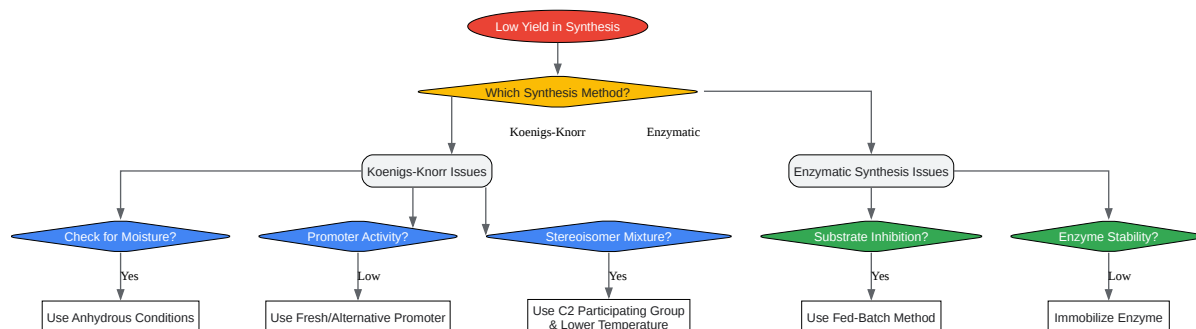 Low Yield in Synthesis
Which Synthesis Method?
Koenigs-Knorr
Enzymatic
Koenigs-Knorr Issues
Enzymatic Synthesis Issues
Check for Moisture?
Promoter Activity?
Stereoisomer Mixture?
Substrate Inhibition?
Enzyme Stability?
Yes
Low
Yes
Yes
Low
Use Anhydrous Conditions
Use Fresh/Alternative Promoter
Use C2 Participating Group
& Lower Temperature
Use Fed-Batch Method
Immobilize Enzyme